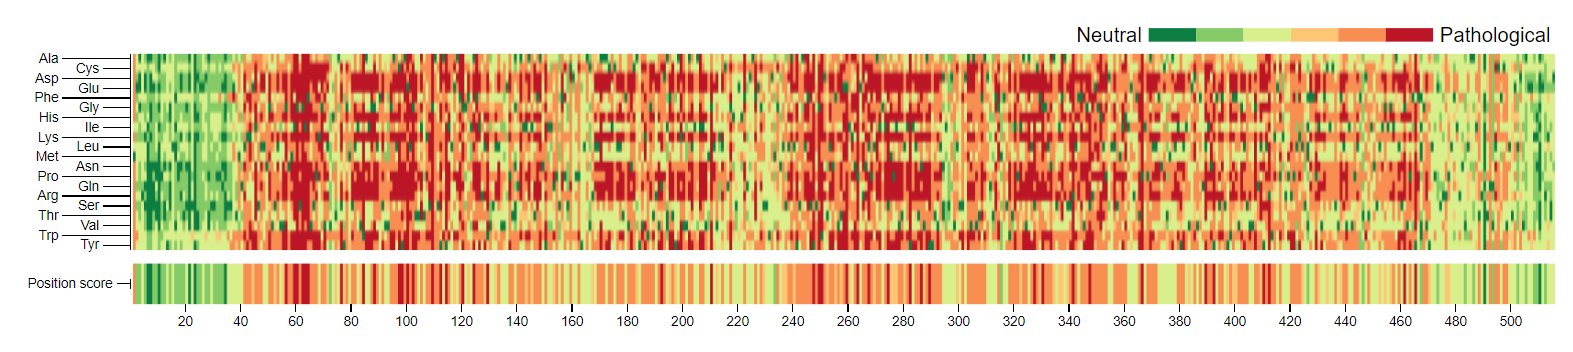 Neutral Pathological
Ala
Cys
Asp
Glu
Phe
Gly
His
Ile
Lys
Leu
Met
Asn
Pro
Gln
Arg
Ser
Thr
Val
Trp
Tyr
Position score
20 40 60 80 100 120 140 160 180 200 220 240 260 280 300 320 340 360 380 400 420 440 460 480 500